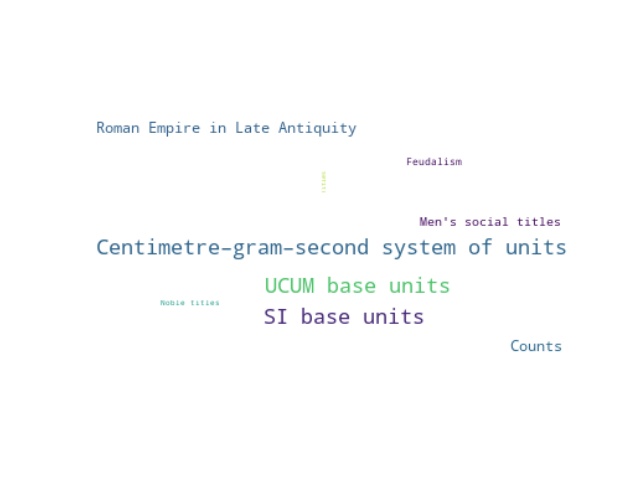 Roman Empire in Late Antiquity
Feudalism
Men's social titles
Centimetre–gram–second system of units
UCUM base units
Noble titles
SI base units
Counts